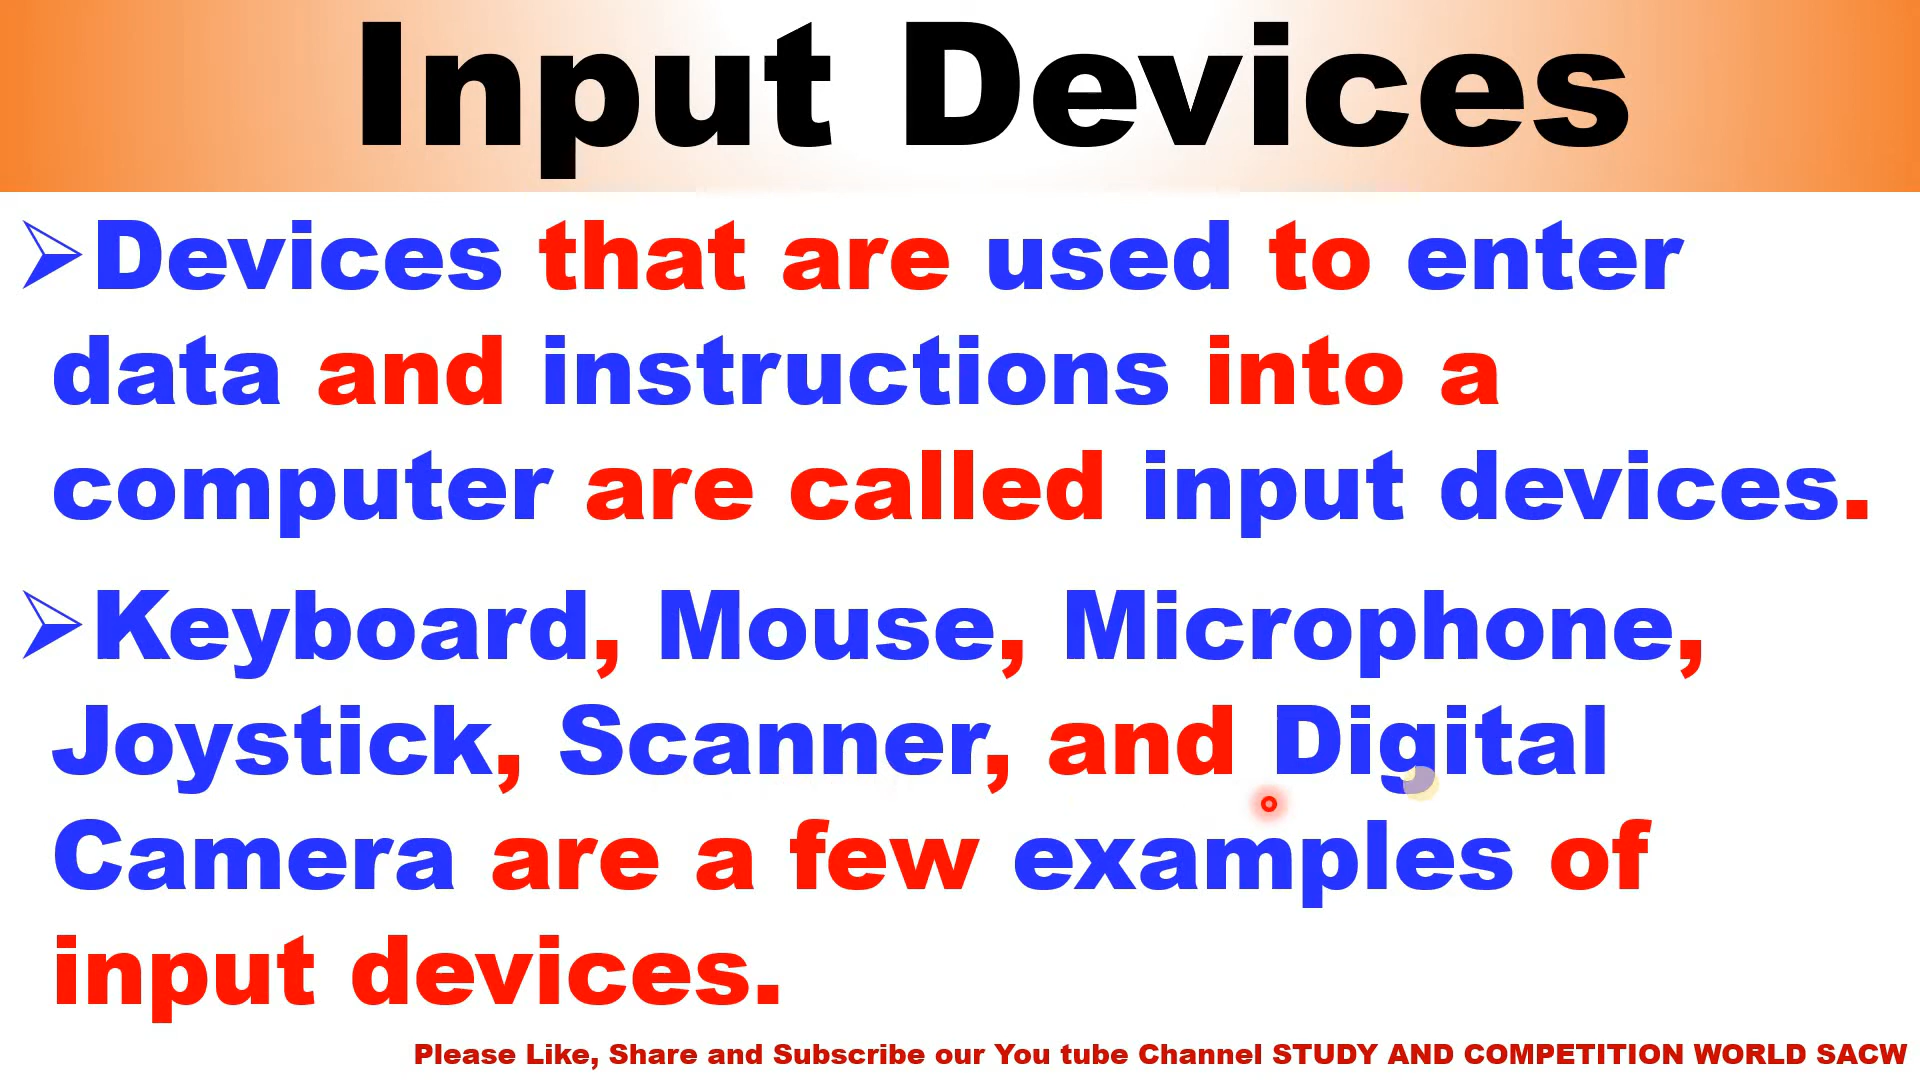 Input Devices
➢Devices that are used to enter
data and instructions into a
computer are called input devices.
➢Keyboard, Mouse, Microphone,
Joystick, Scanner, and Digital
Camera are a few examples of
input devices.
Please Like, Share and Subscribe our You tube Channel STUDY AND COMPETITION WORLD SACW